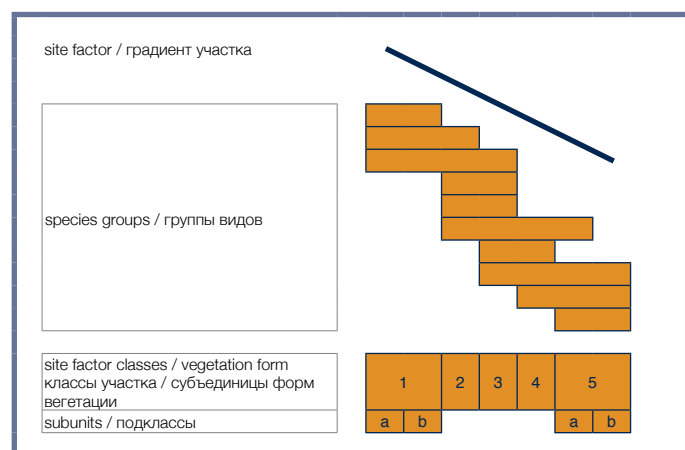 site factor / градиент участка
species groups / группы видов
site factor classes / vegetation form
классы участка / субъединицы форм
вегетации
1 2 3 4 5
subunits / подклассы
a b a b